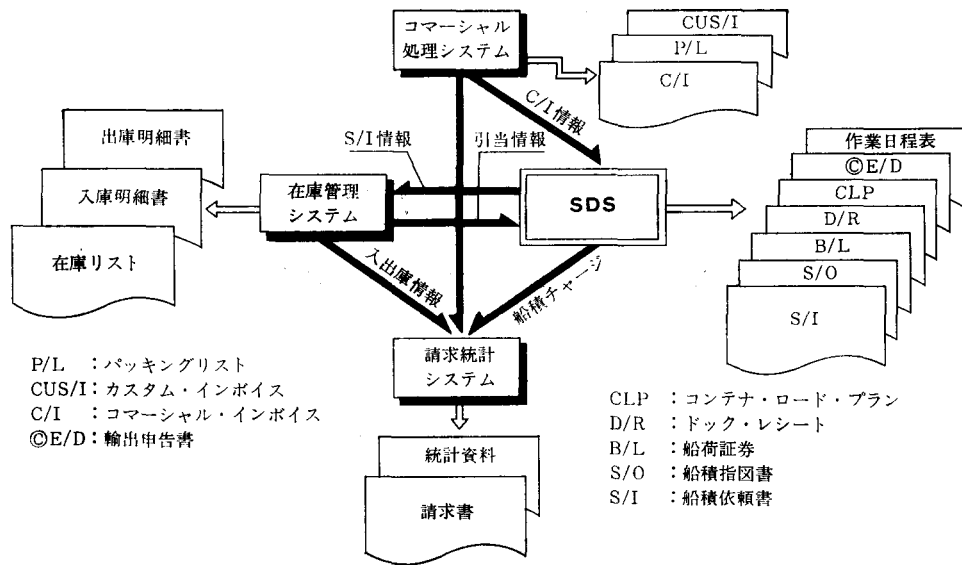 コマーシャル
処理システム
CUS/I
P/L
C/I
C/I情報
S/I情報
引当情報
出庫明細書
入庫明細書
在庫リスト
在庫管理
システム
SDS
作業日程表
ⒸE/D
CLP
D/R
B/L
S/O
S/I
入出庫情報
船積チャージ
請求統計
システム
統計資料
請求書
P/L :パッキングリスト
CUS/I:カスタム・インボイス
C/I :コマーシャル・インボイス
ⒸE/D:輸出申告書
CLP :コンテナ・ロード・プラン
D/R :ドック・レシート
B/L :船荷証券
S/O :船積指図書
S/I :船積依頼書